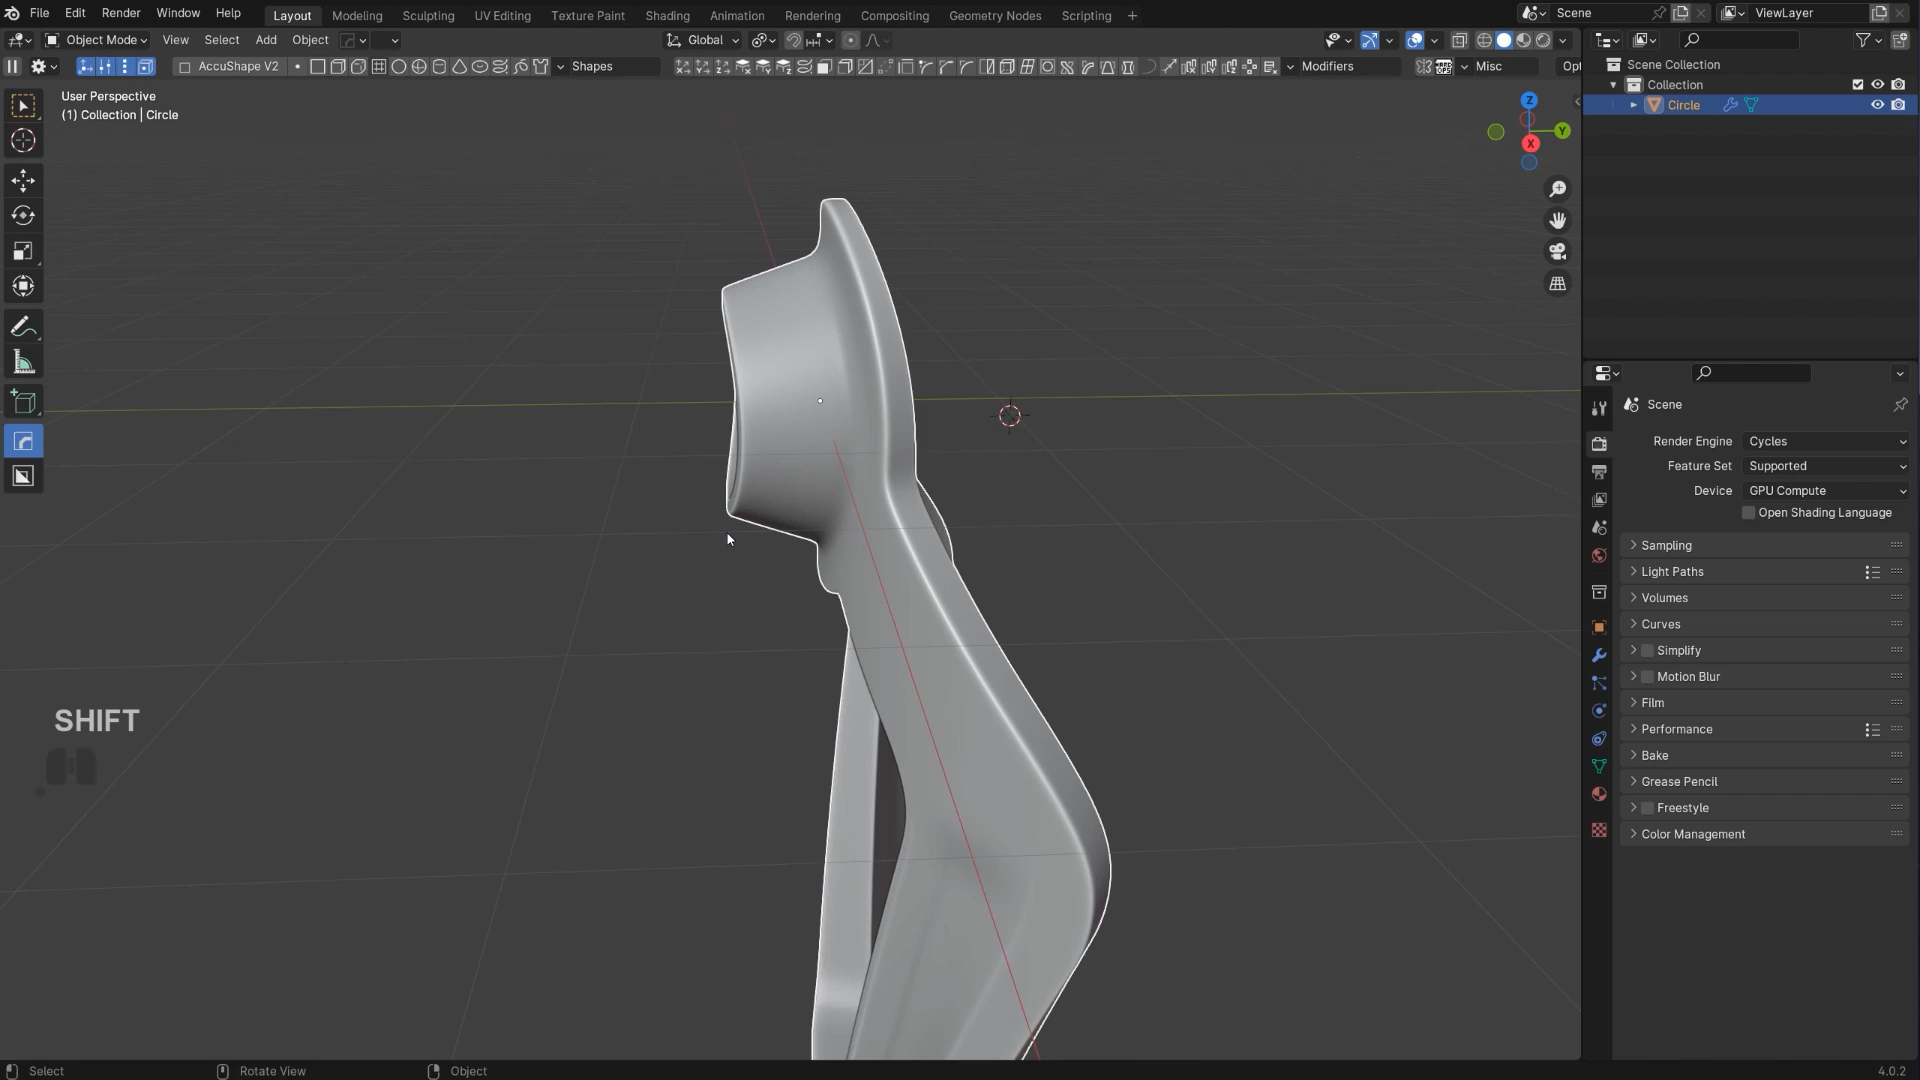 File Edit Render Window Help Layout Modeling Sculpting UV Editing Texture Paint Shading Animation Rendering Compositing Geometry Nodes Scripting + Scene ViewLayer
Object Mode View Select Add Object Global
AccuShape V2 Shapes Modifiers Misc Opt
User Perspective
(1) Collection | Circle
Z
Y
X
SHIFT
Scene Collection
Collection
Circle
Scene
Render Engine Cycles
Feature Set Supported
Device GPU Compute
Open Shading Language
Sampling
Light Paths
Volumes
Curves
Simplify
Motion Blur
Film
Performance
Bake
Grease Pencil
Freestyle
Color Management
Select Rotate View Object 4.0.2